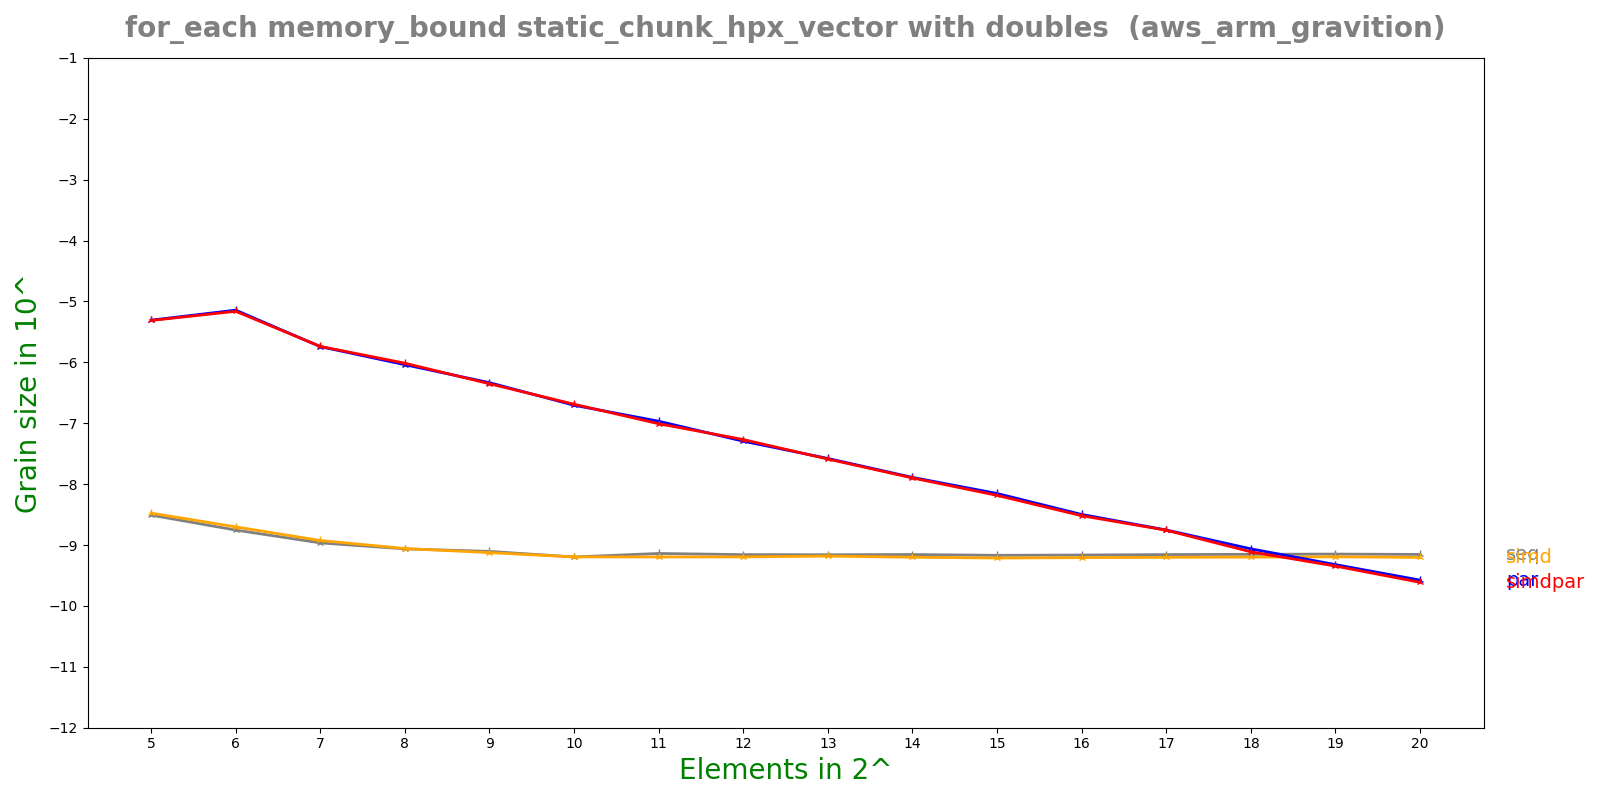 for_each memory_bound static_chunk_hpx_vector with doubles  (aws_arm_gravition)
Grain size in 10^
−1
−2
−3
−4
−5
−6
−7
−8
−9
−10
−11
−12
seq
simd
par
simdpar
5 6 7 8 9 10 11 12 13 14 15 16 17 18 19 20
Elements in 2^